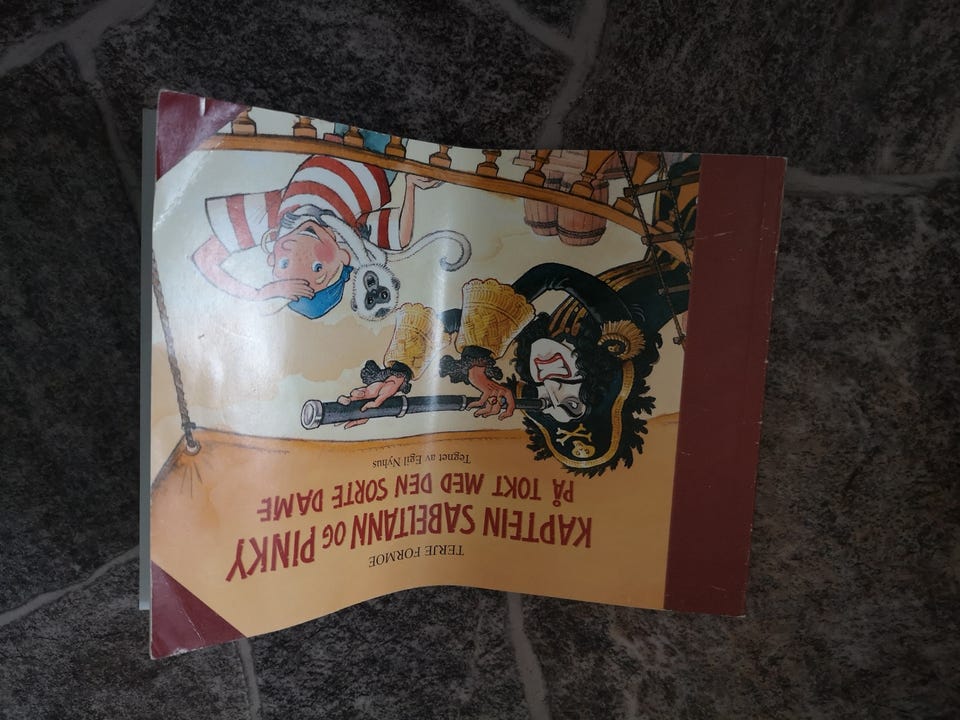 TERJE FORMOE
KAPTEIN SABELTANN OG PINKY
PÅ TOKT MED DEN SORTE DAME
Tegnet av Egil Nyhus